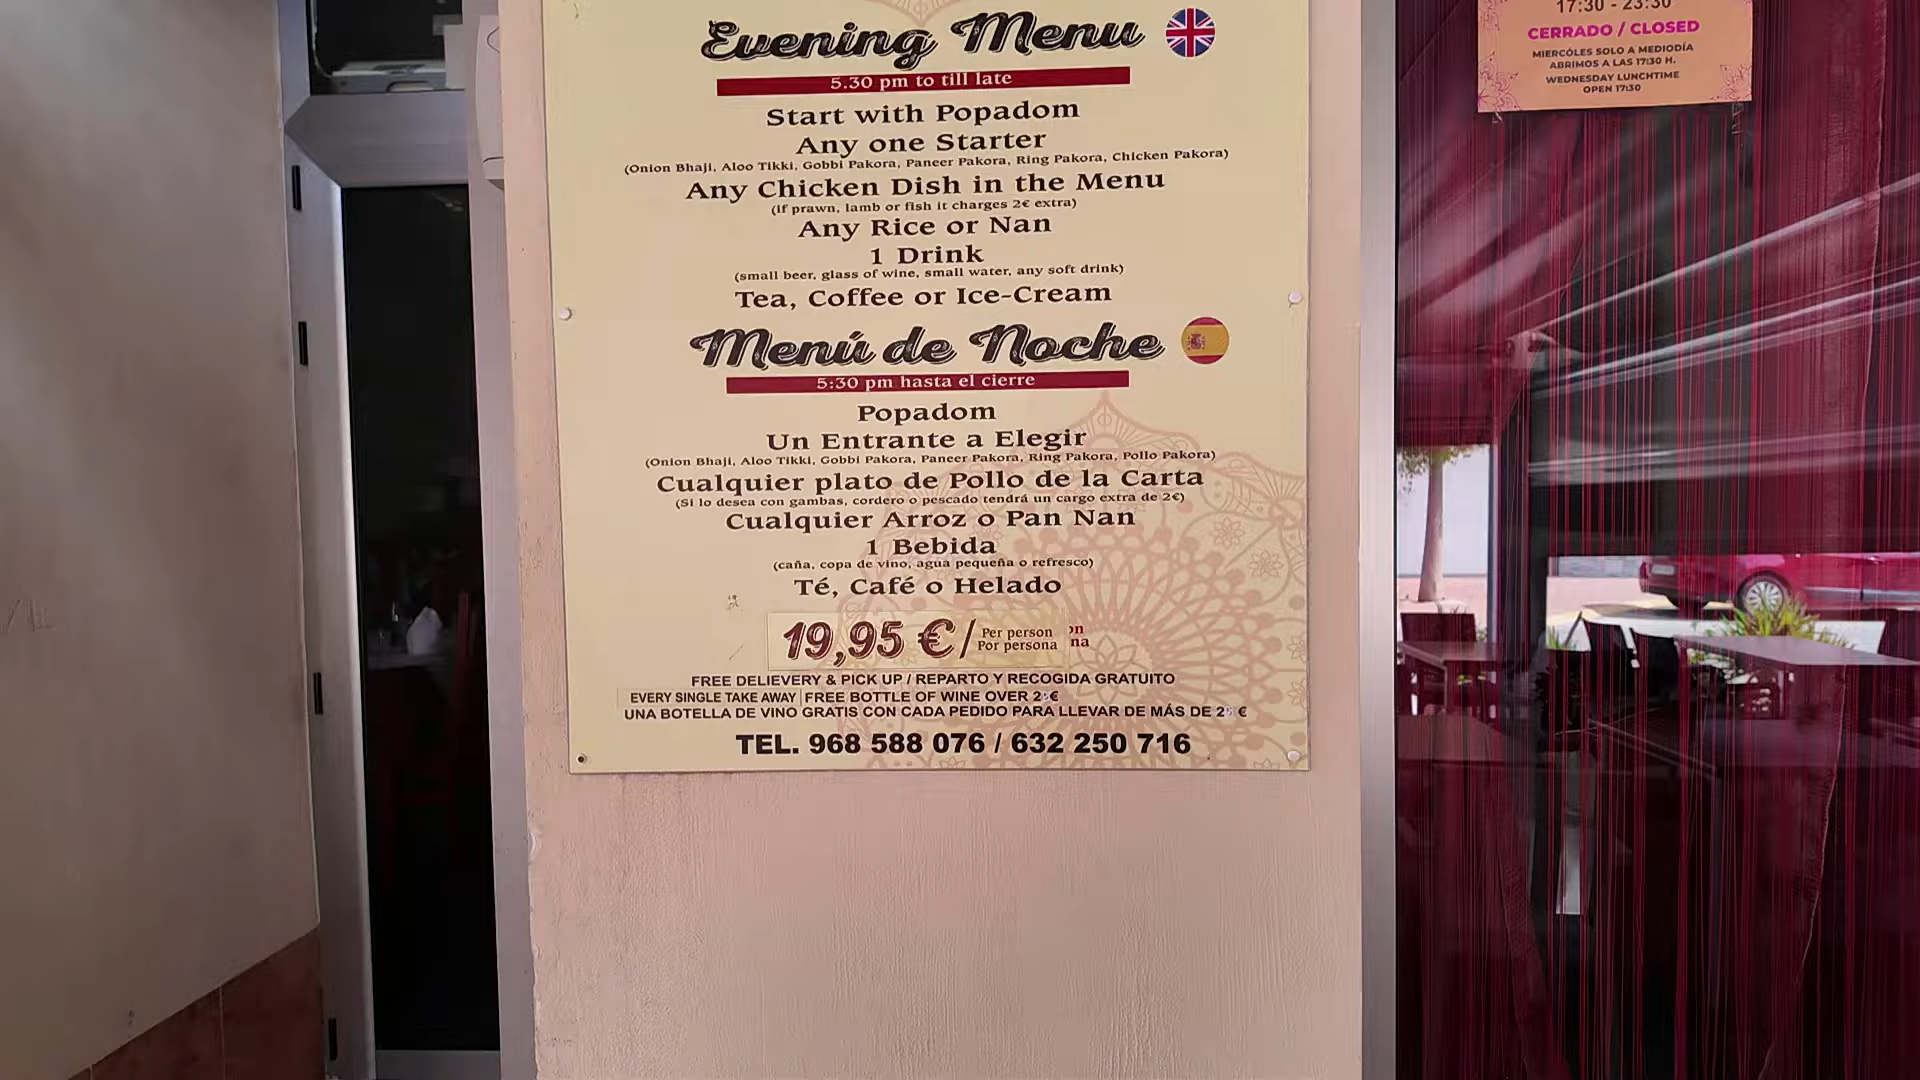 Evening Menu
5.30 pm to till late
Start with Popadom
Any one Starter
(Onion Bhaji, Aloo Tikki, Gobbi Pakora, Paneer Pakora, Ring Pakora, Chicken Pakora)
Any Chicken Dish in the Menu
(if prawn, lamb or fish it charges 2€ extra)
Any Rice or Nan
1 Drink
(small beer, glass of wine, small water, any soft drink)
Tea, Coffee or Ice-Cream
Menú de Noche
5:30 pm hasta el cierre
Popadom
Un Entrante a Elegir
(Onion Bhaji, Aloo Tikki, Gobbi Pakora, Paneer Pakora, Ring Pakora, Pollo Pakora)
Cualquier plato de Pollo de la Carta
(Si lo desea con gambas, cordero o pescado tendrá un cargo extra de 2€)
Cualquier Arroz o Pan Nan
1 Bebida
(caña, copa de vino, agua pequeña o refresco)
Té, Café o Helado
19,95 €/ Per person
Por persona
FREE DELIEVERY & PICK UP / REPARTO Y RECOGIDA GRATUITO
EVERY SINGLE TAKE AWAY FREE BOTTLE OF WINE OVER
UNA BOTELLA DE VINO GRATIS CON CADA PEDIDO PARA LLEVAR DE MÁS DE
TEL. 968 588 076 / 632 250 716
17:30 - 23:30
CERRADO / CLOSED
MIERCÓLES SOLO A MEDIODÍA
ABRIMOS A LAS 17:30 H.
WEDNESDAY LUNCHTIME
OPEN 17:30